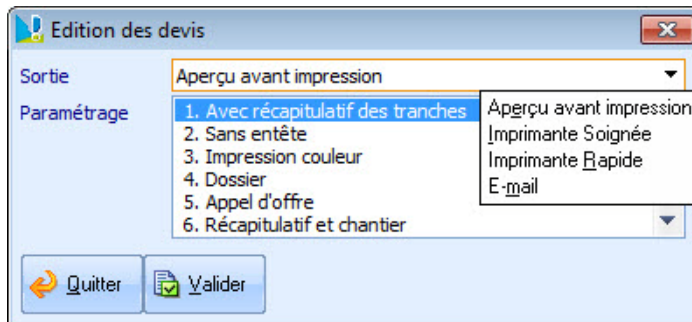 Edition des devis
Sortie
Aperçu avant impression
Paramétrage
1. Avec récapitulatif des tranches
2. Sans entête
3. Impression couleur
4. Dossier
5. Appel d'offre
6. Récapitulatif et chantier
Aperçu avant impression
Imprimante Soignée
Imprimante Rapide
E-mail
Quitter
Valider